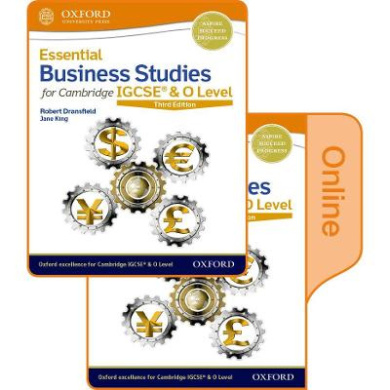 OXFORD
UNIVERSITY PRESS
Essential
Business Studies
for Cambridge IGCSE® & O Level
Third Edition
Robert Dransfield
Jane King
$
€
¥
£
Oxford excellence for Cambridge IGCSE® & O Level
OXFORD
Online
ies
O Level
€
¥
£
Oxford excellence for Cambridge IGCSE® & O Level
OXFORD